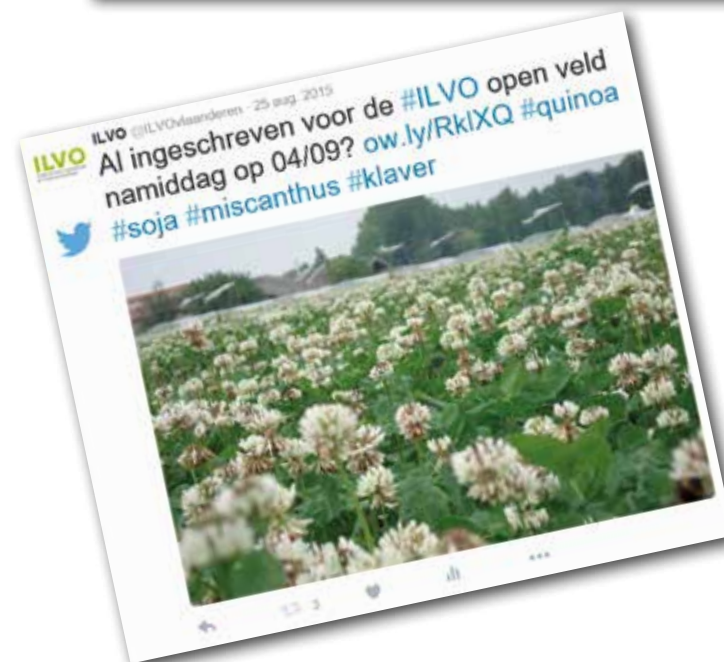 ILVO @ILVOvlaanderen · 25 aug. 2015
ILVO
Al ingeschreven voor de #ILVO open veld
namiddag op 04/09? ow.ly/RklXQ #quinoa
#soja #miscanthus #klaver
3